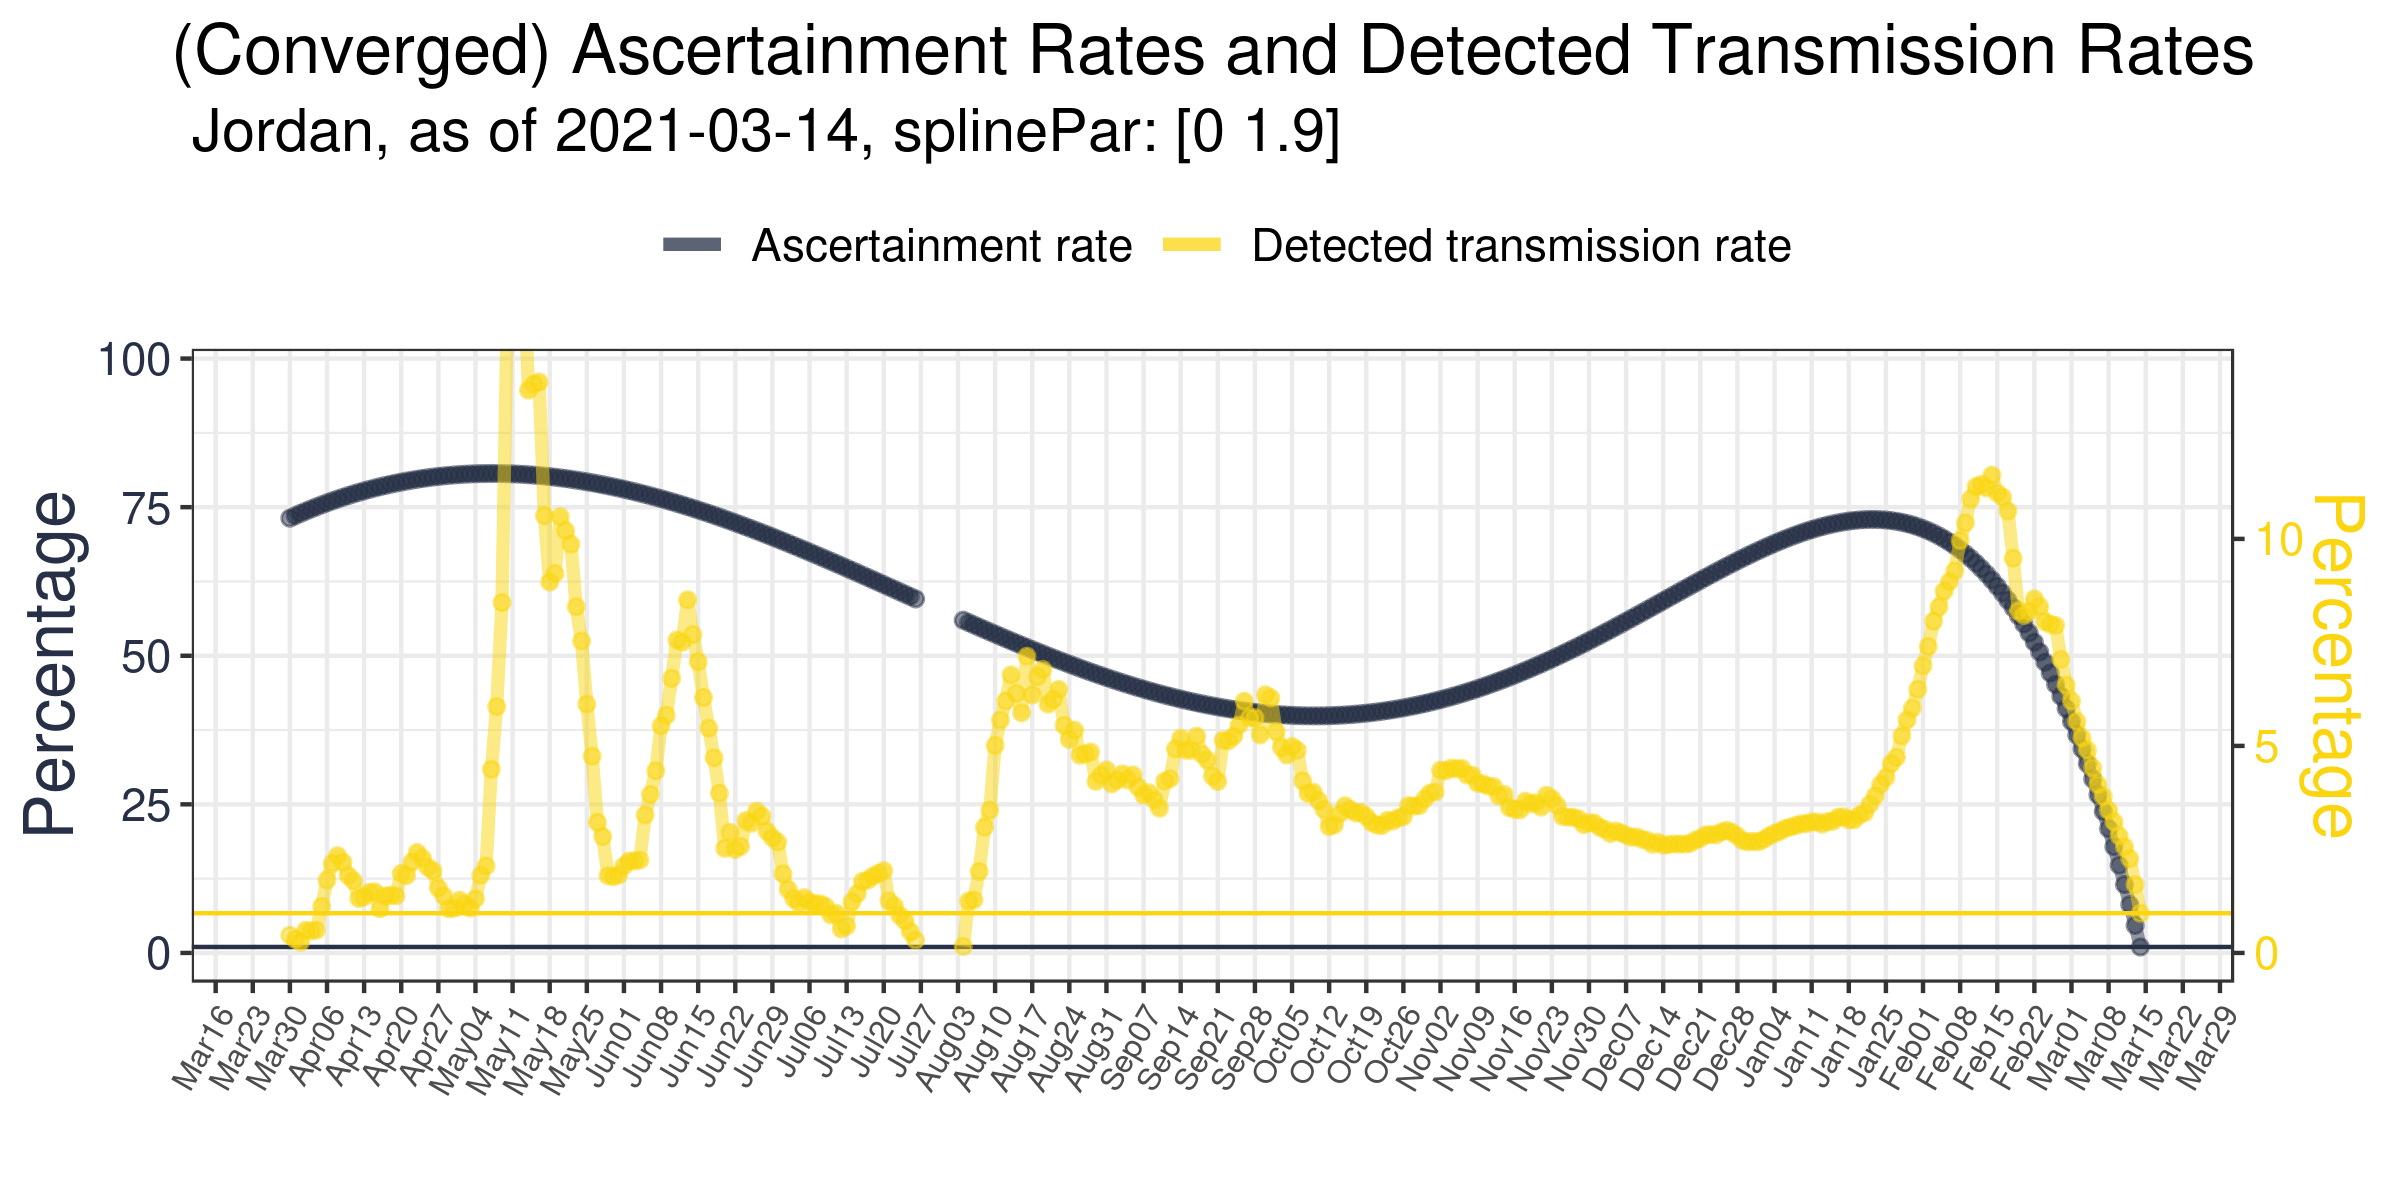 (Converged) Ascertainment Rates and Detected Transmission Rates
Jordan, as of 2021-03-14, splinePar: [0 1.9]
Ascertainment rate
Detected transmission rate
Percentage
100
75
50
25
0
Percentage
10
5
0
Mar16
Mar23
Mar30
Apr06
Apr13
Apr20
Apr27
May04
May11
May18
May25
Jun01
Jun08
Jun15
Jun22
Jun29
Jul06
Jul13
Jul20
Jul27
Aug03
Aug10
Aug17
Aug24
Aug31
Sep07
Sep14
Sep21
Sep28
Oct05
Oct12
Oct19
Oct26
Nov02
Nov09
Nov16
Nov23
Nov30
Dec07
Dec14
Dec21
Dec28
Jan04
Jan11
Jan18
Jan25
Feb01
Feb08
Feb15
Feb22
Mar01
Mar08
Mar15
Mar22
Mar29